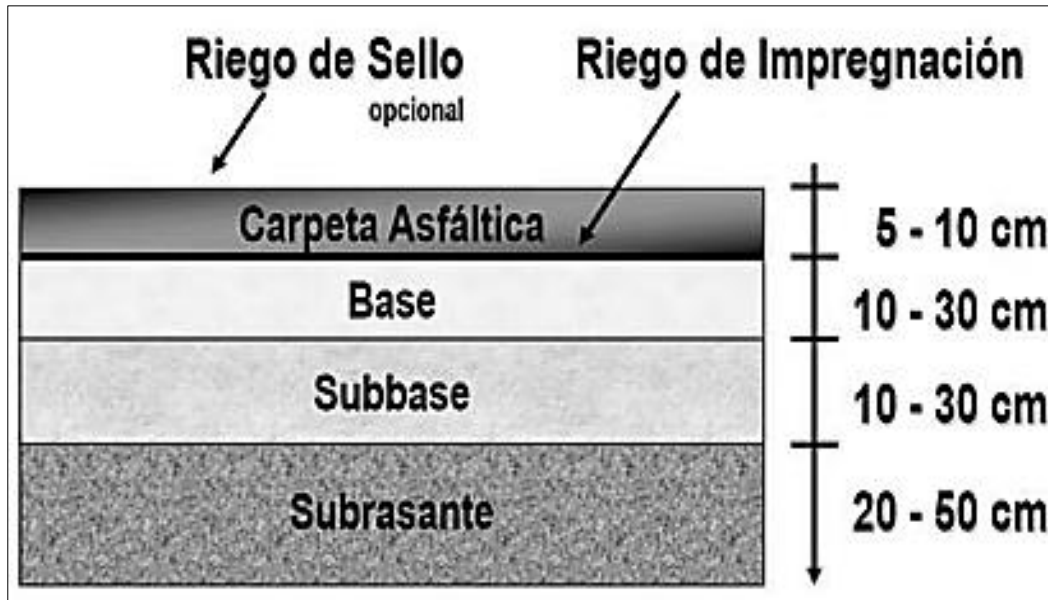 Riego de Sello
opcional
Riego de Impregnación
Carpeta Asfáltica
5 - 10 cm
Base
10 - 30 cm
Subbase
10 - 30 cm
Subrasante
20 - 50 cm